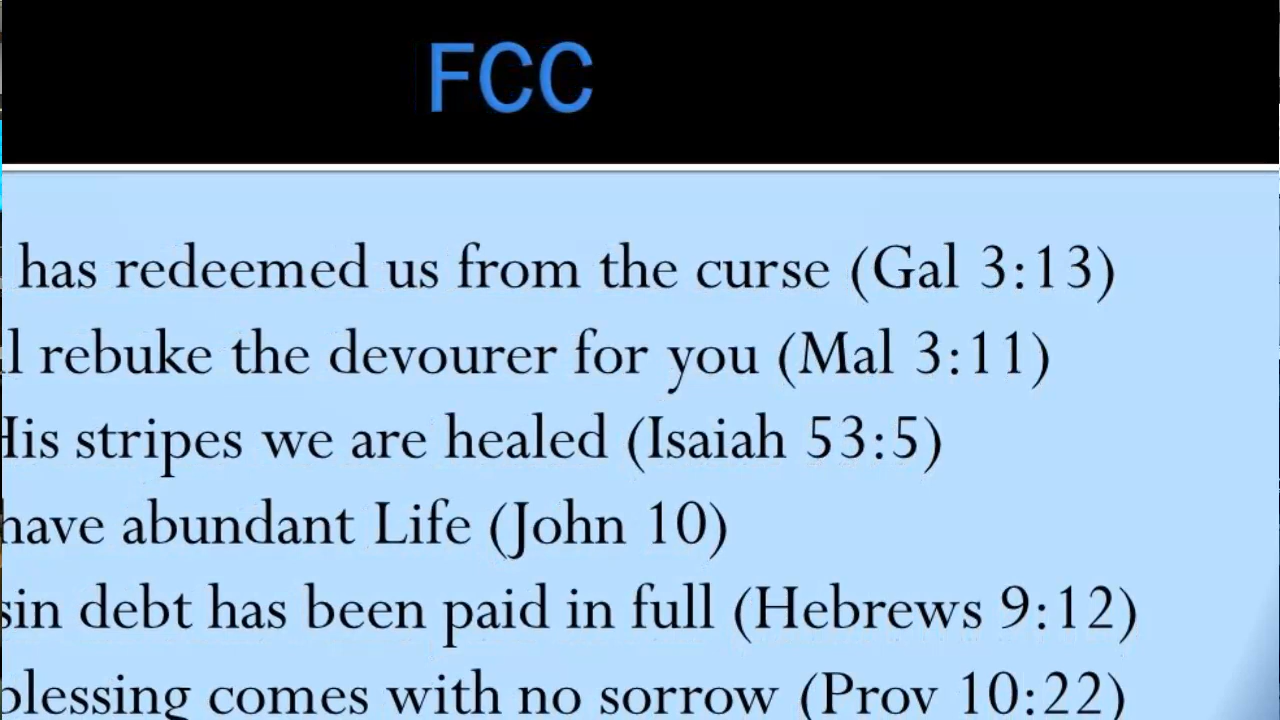 FCC
has redeemed us from the curse (Gal 3:13)
rebuke the devourer for you (Mal 3:11)
His stripes we are healed (Isaiah 53:5)
have abundant Life (John 10)
sin debt has been paid in full (Hebrews 9:12)
blessing comes with no sorrow (Prov 10:22)